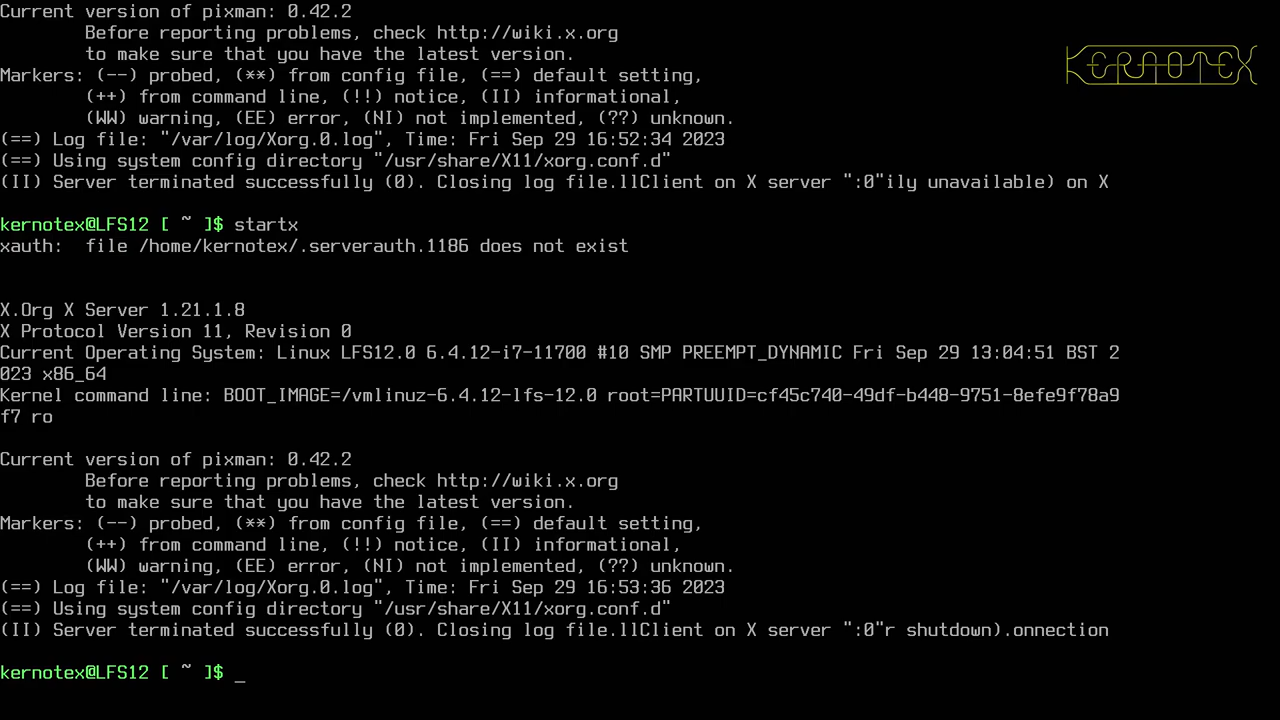 Current version of pixman: 0.42.2
        Before reporting problems, check http://wiki.x.org
        to make sure that you have the latest version.
KERNOTEX
Markers: (--) probed, (**) from config file, (==) default setting,
        (++) from command line, (!!) notice, (II) informational,
        (WW) warning, (EE) error, (NI) not implemented, (??) unknown.
(==) Log file: "/var/log/Xorg.0.log", Time: Fri Sep 29 16:52:34 2023
(==) Using system config directory "/usr/share/X11/xorg.conf.d"
(II) Server terminated successfully (0). Closing log file.llClient on X server ":0"ily unavailable) on X
kernotex@LFS12 [ ~ ]$ startx
xauth:  file /home/kernotex/.serverauth.1186 does not exist
X.Org X Server 1.21.1.8
X Protocol Version 11, Revision 0
Current Operating System: Linux LFS12.0 6.4.12-i7-11700 #10 SMP PREEMPT_DYNAMIC Fri Sep 29 13:04:51 BST 2
023 x86_64
Kernel command line: BOOT_IMAGE=/vmlinuz-6.4.12-lfs-12.0 root=PARTUUID=cf45c740-49df-b448-9751-8efe9f78a9
f7 ro
Current version of pixman: 0.42.2
        Before reporting problems, check http://wiki.x.org
        to make sure that you have the latest version.
Markers: (--) probed, (**) from config file, (==) default setting,
        (++) from command line, (!!) notice, (II) informational,
        (WW) warning, (EE) error, (NI) not implemented, (??) unknown.
(==) Log file: "/var/log/Xorg.0.log", Time: Fri Sep 29 16:53:36 2023
(==) Using system config directory "/usr/share/X11/xorg.conf.d"
(II) Server terminated successfully (0). Closing log file.llClient on X server ":0"r shutdown).onnection
kernotex@LFS12 [ ~ ]$ _